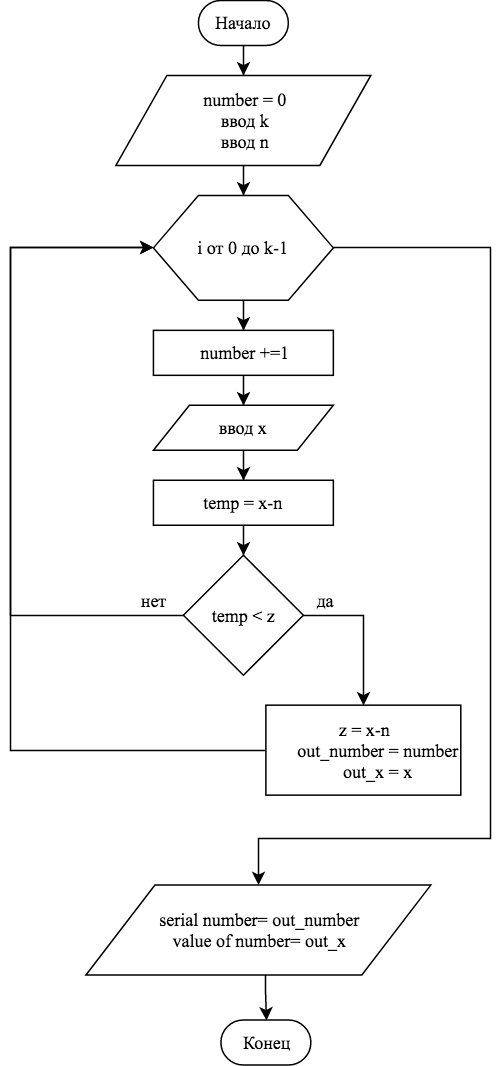 Начало
number = 0
ввод k
ввод n
i от 0 до k-1
number +=1
ввод x
temp = x-n
нет
temp < z
да
z = x-n
out_number = number
out_x = x
serial number= out_number
value of number= out_x
Конец